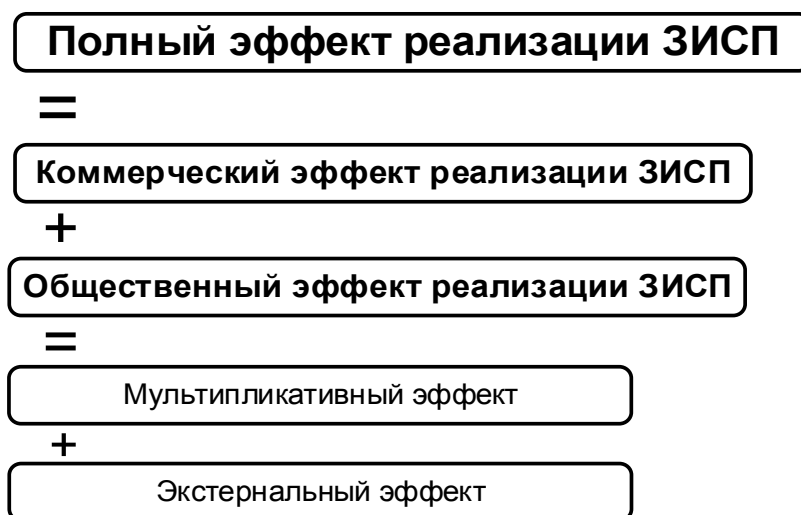 Полный эффект реализации ЗИСП
=
Коммерческий эффект реализации ЗИСП
+
Общественный эффект реализации ЗИСП
=
Мультипликативный эффект
+
Экстернальный эффект